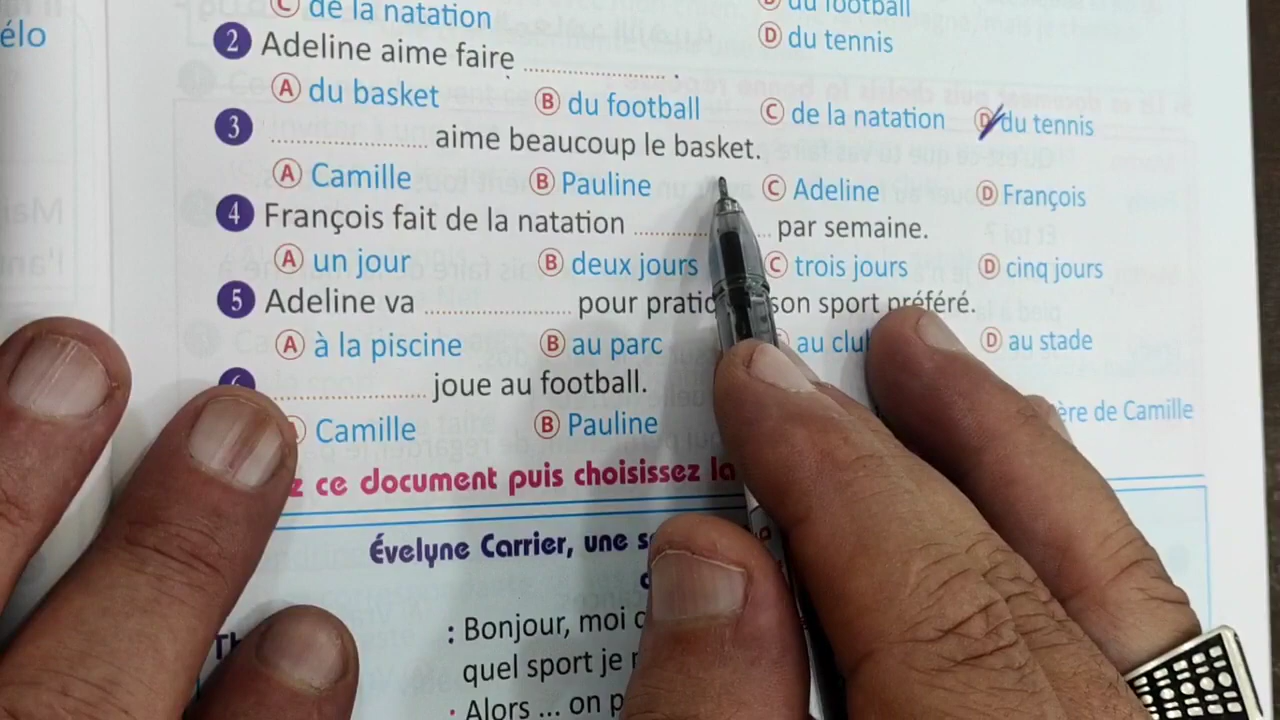 élo
C de la natation
du football
2 Adeline aime faire .......... .
D du tennis
A du basket B du football C de la natation D du tennis
3 .......... aime beaucoup le basket.
A Camille B Pauline C Adeline D François
4 François fait de la natation .......... par semaine.
A un jour B deux jours C trois jours D cinq jours
5 Adeline va .......... pour son sport préféré.
A à la piscine B au parc au D au stade
.......... joue au football.
Camille B Pauline de Camille
ce document puis choisissez la
Évelyne Carrier, une
: Bonjour, moi
quel sport je
· Alors ... on